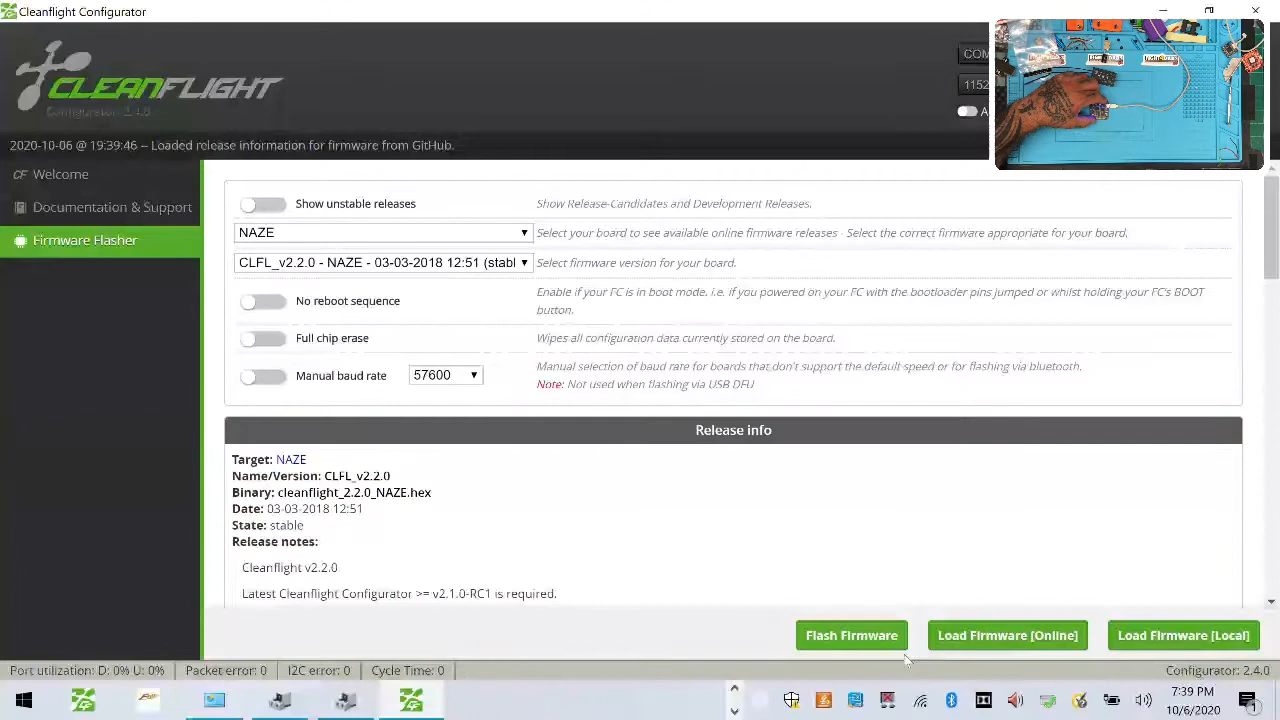 Cleanflight Configurator
CLEANFLIGHT
Configurator 2.4.0
COM
1152
A
2020-10-06 @ 19:39:46 -- Loaded release information for firmware from GitHub.
CF Welcome
Documentation & Support
Firmware Flasher
Show unstable releases Show Release-Candidates and Development Releases.
NAZE Select your board to see available online firmware releases - Select the correct firmware appropriate for your board.
CLFL_v2.2.0 - NAZE - 03-03-2018 12:51 (stabl Select firmware version for your board.
No reboot sequence Enable if your FC is in boot mode, i.e. if you powered on your FC with the bootloader pins jumped or whilst holding your FC's BOOT
button.
Full chip erase Wipes all configuration data currently stored on the board.
Manual baud rate 57600 Manual selection of baud rate for boards that don't support the default speed or for flashing via bluetooth.
Note: Not used when flashing via USB DFU
Release info
Target: NAZE
Name/Version: CLFL_v2.2.0
Binary: cleanflight_2.2.0_NAZE.hex
Date: 03-03-2018 12:51
State: stable
Release notes:
Cleanflight v2.2.0
Latest Cleanflight Configurator >= v2.1.0-RC1 is required.
Flash Firmware Load Firmware [Online] Load Firmware [Local]
Port utilization: D: 0% U: 0% Packet error: 0 I2C error: 0 Cycle Time: 0 Configurator: 2.4.0
7:39 PM
10/6/2020
1